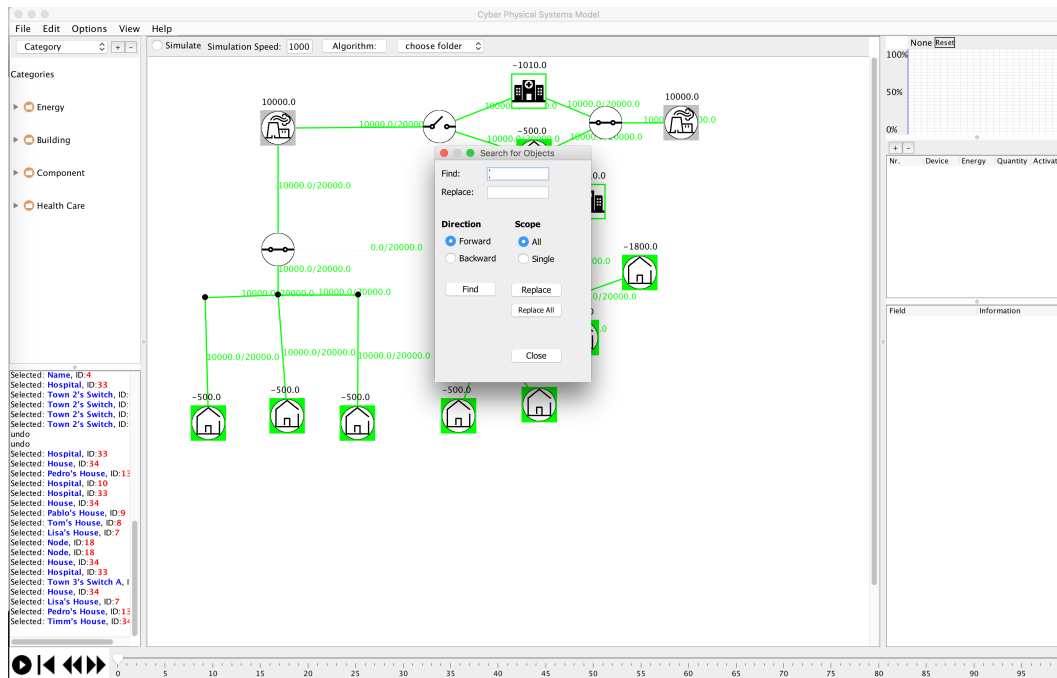 Cyber Physical Systems Model
File Edit Options View Help
Category + -
Simulate Simulation Speed: 1000 Algorithm: choose folder
Categories
Energy
Building
Component
Health Care
Selected: Name, ID:4
Selected: Hospital, ID:33
Selected: Town 2's Switch, ID:
Selected: Town 2's Switch, ID:
Selected: Town 2's Switch, ID:
Selected: Town 2's Switch, ID:
undo
undo
Selected: Hospital, ID:33
Selected: House, ID:34
Selected: Pedro's House, ID:13
Selected: Hospital, ID:10
Selected: Hospital, ID:33
Selected: House, ID:34
Selected: Pablo's House, ID:9
Selected: Tom's House, ID:8
Selected: Lisa's House, ID:7
Selected: Node, ID:18
Selected: Node, ID:18
Selected: House, ID:34
Selected: Hospital, ID:33
Selected: Town 3's Switch A, I
Selected: House, ID:34
Selected: Lisa's House, ID:7
Selected: Pedro's House, ID:13
Selected: Timm's House, ID:34
-1010.0
10000.0
10000.0
10000.0/20000.0
10000.0/20000
-500.0
10000.0/20000.0
10000.0/20000.0
0.0/20000.0
10000.0/20000.0
-1800.0
10000.0/20000.0
10000.0/20000.0
10000.0/20000.0
10000.0/20000.0
10000.0/20000.0
-500.0
-500.0
-500.0
-500.0
Search for Objects
Find:
Replace:
Direction Scope
Forward All
Backward Single
Find Replace
Replace All
Close
None Reset
100%
50%
0%
+ -
Nr. Device Energy Quantity Activat
Field Information
0 5 10 15 20 25 30 35 40 45 50 55 60 65 70 75 80 85 90 95